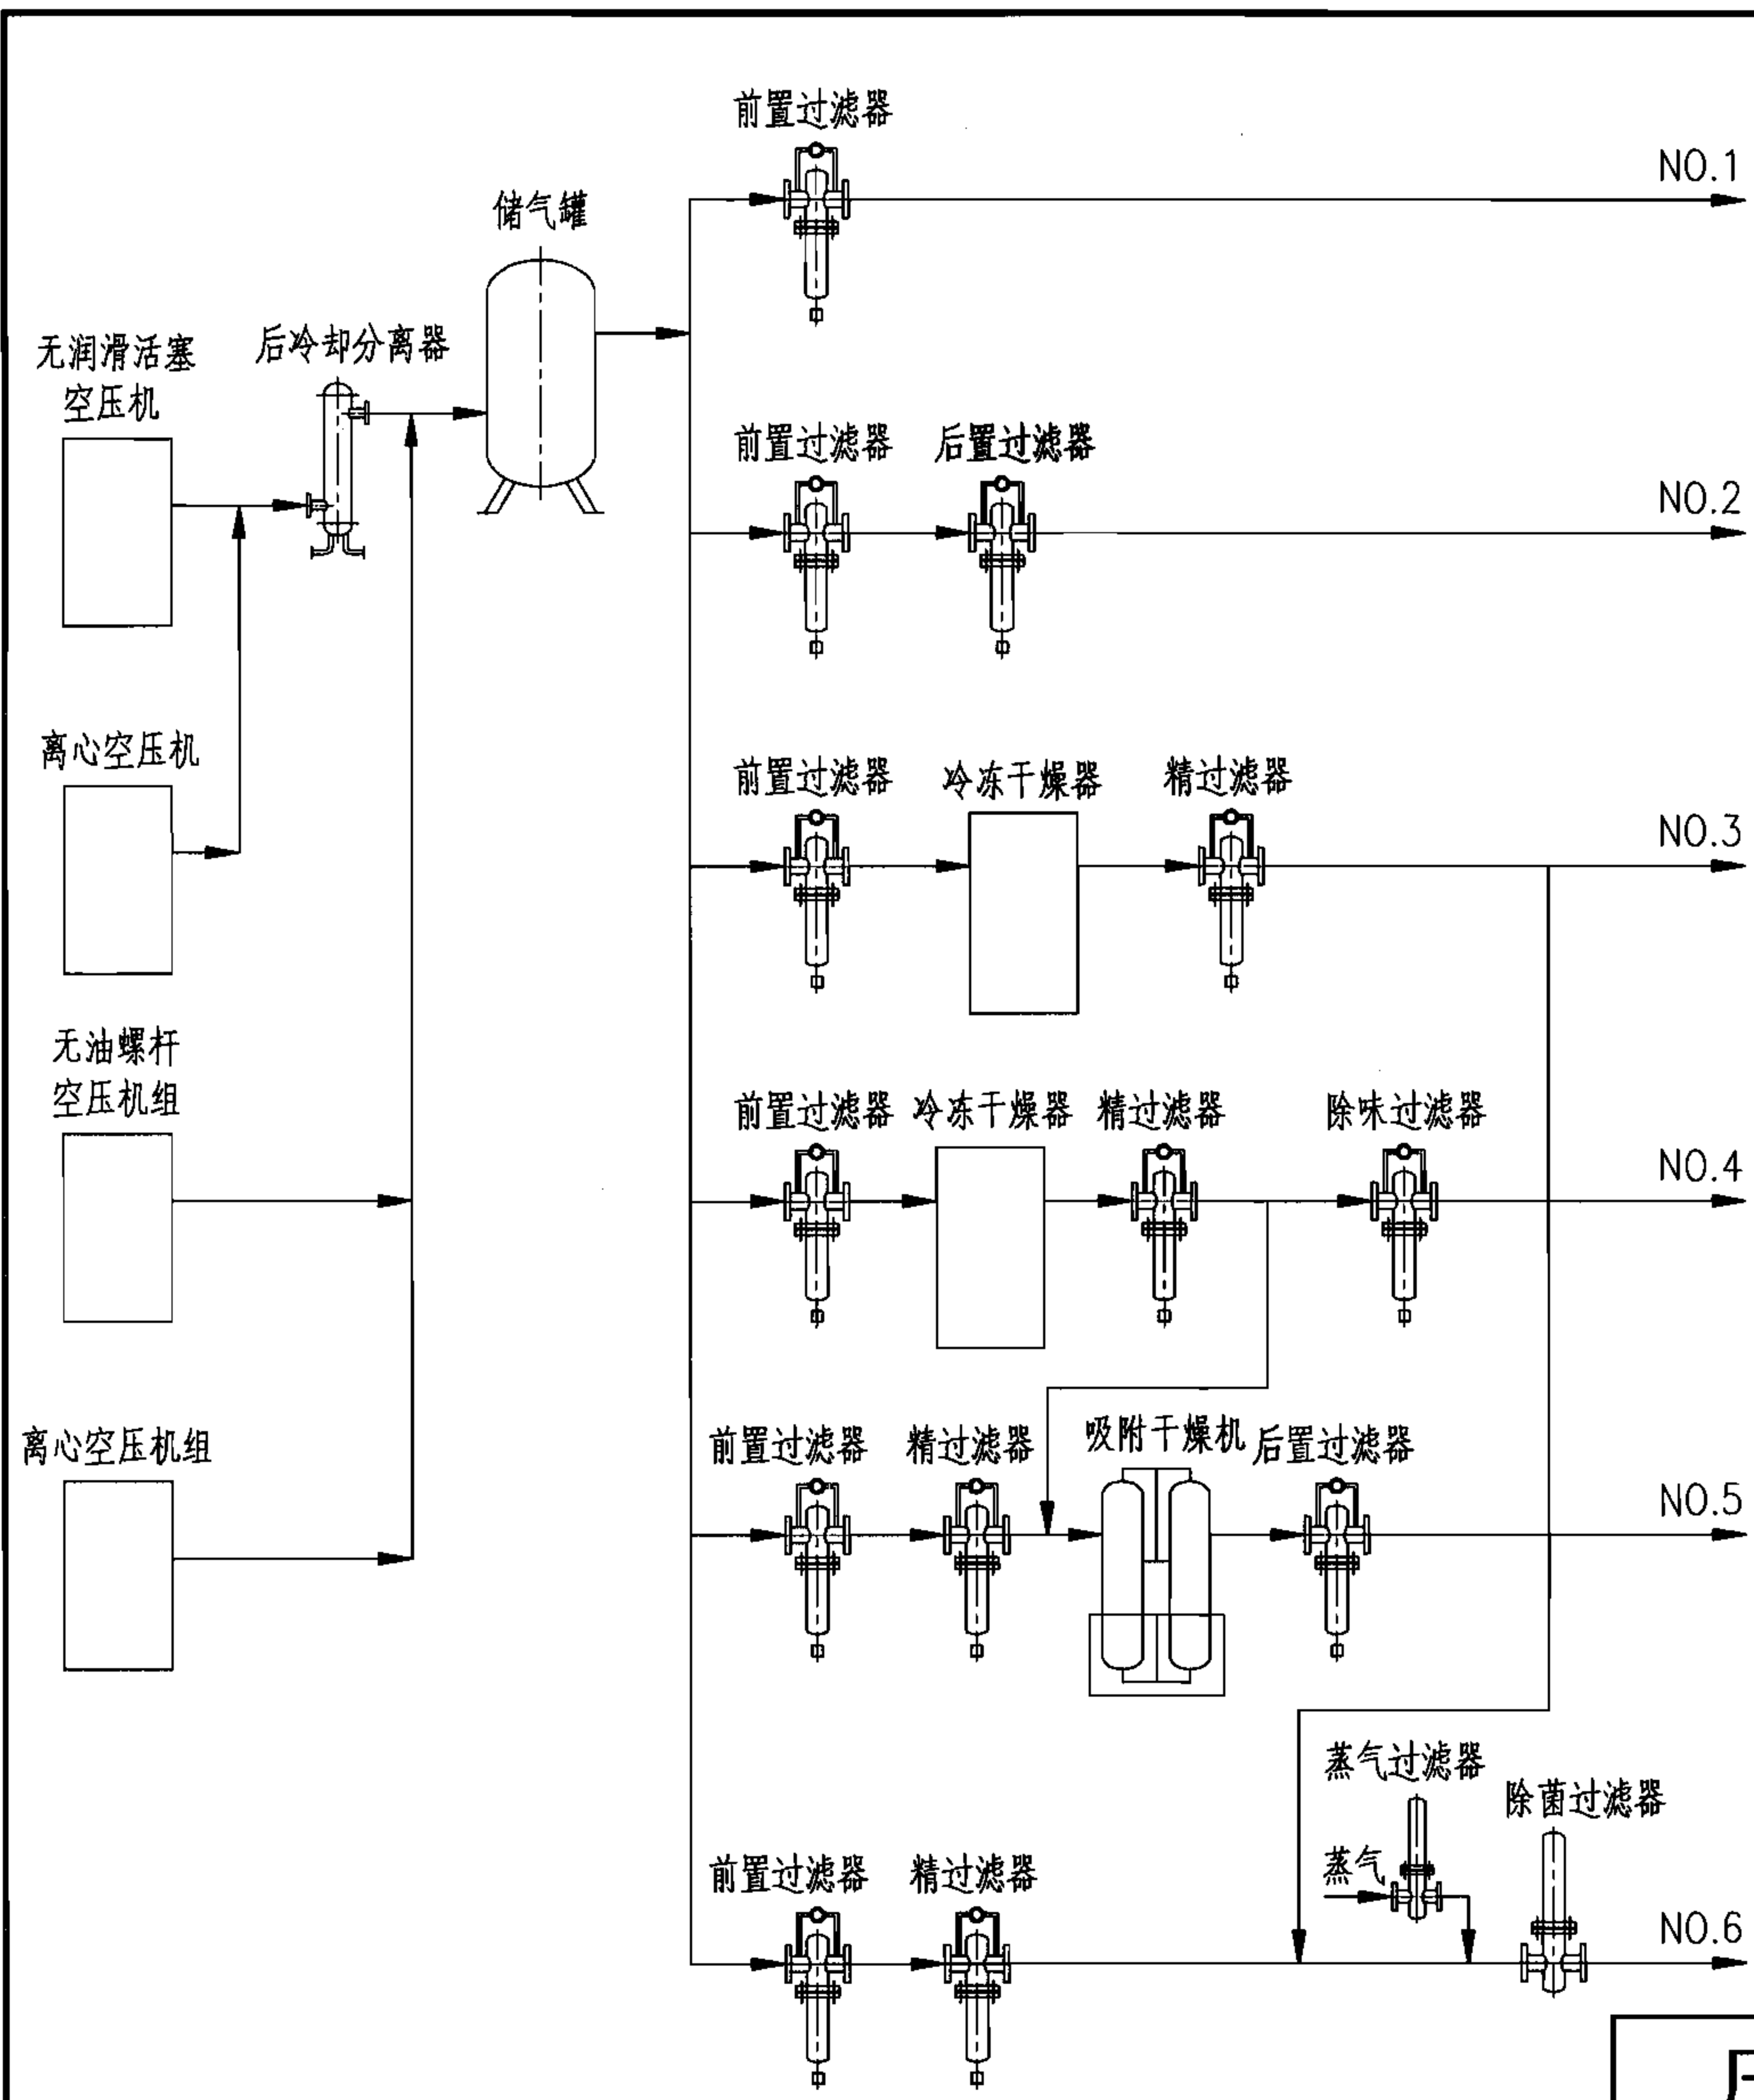 前置过滤器
NO.1
储气罐
无润滑活塞
空压机
后冷却分离器
前置过滤器
后置过滤器
NO.2
离心空压机
前置过滤器
冷冻干燥器
精过滤器
NO.3
无油螺杆
空压机组
前置过滤器
冷冻干燥器
精过滤器
除味过滤器
NO.4
离心空压机组
前置过滤器
精过滤器
吸附干燥机
后置过滤器
NO.5
蒸气过滤器
除菌过滤器
蒸气
前置过滤器
精过滤器
NO.6